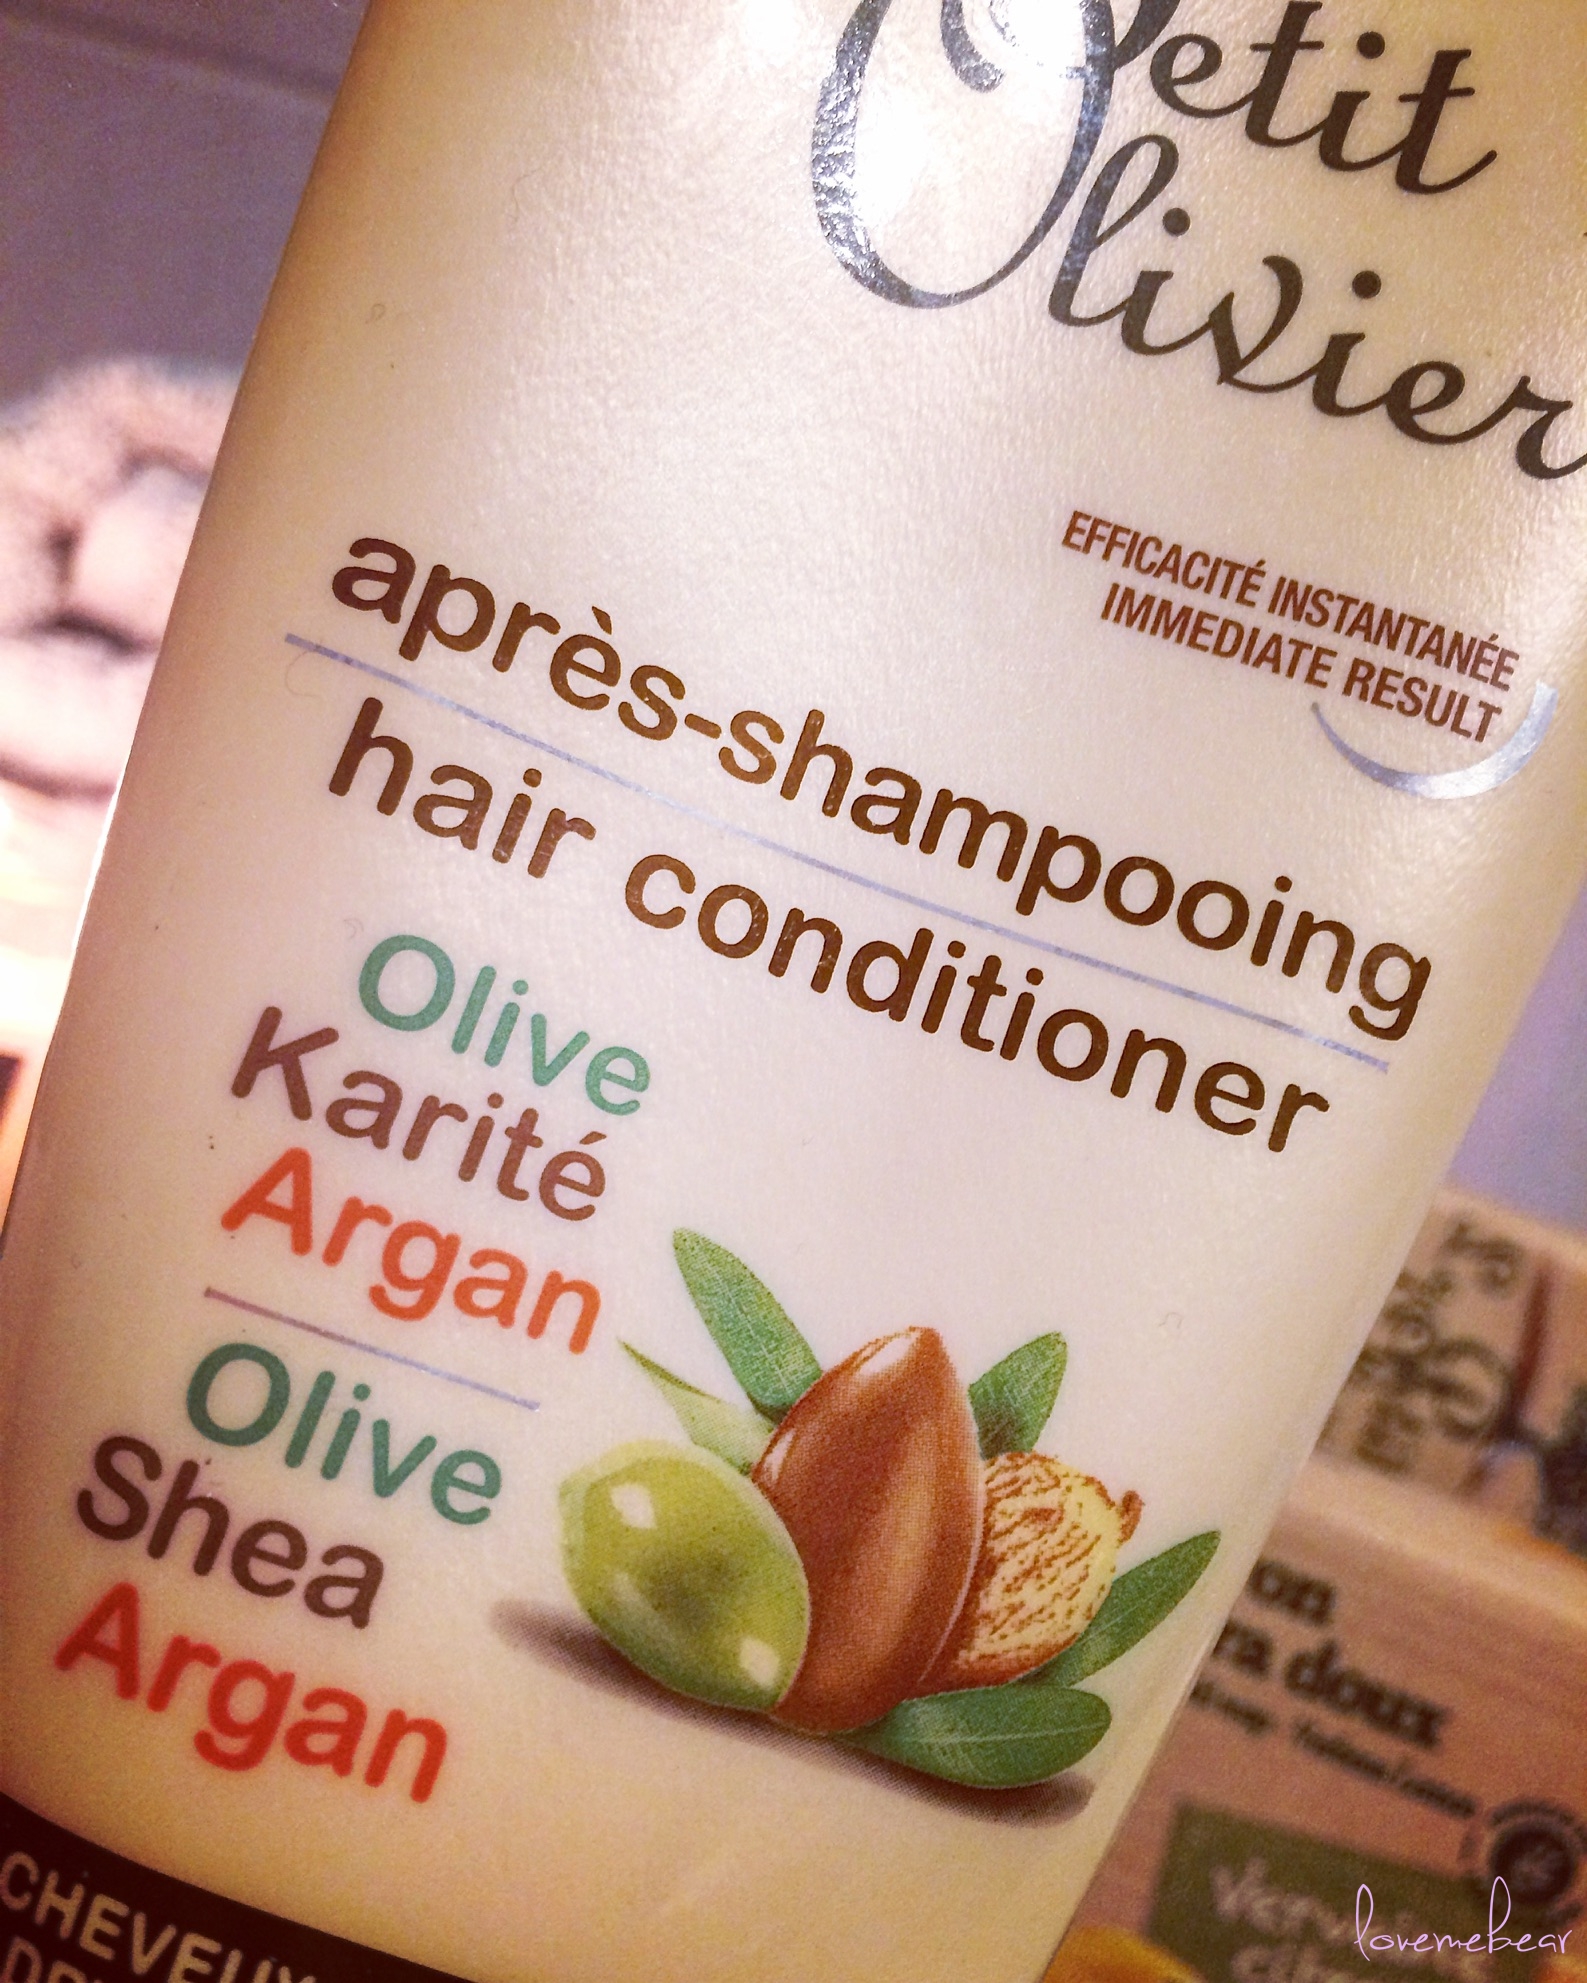 Petit
Olivier
EFFICACITÉ INSTANTANÉE
IMMEDIATE RESULT
après-shampooing
hair conditioner
Olive
Karité
Argan
Olive
Shea
Argan
CHEVEUX
doux
lovemebear